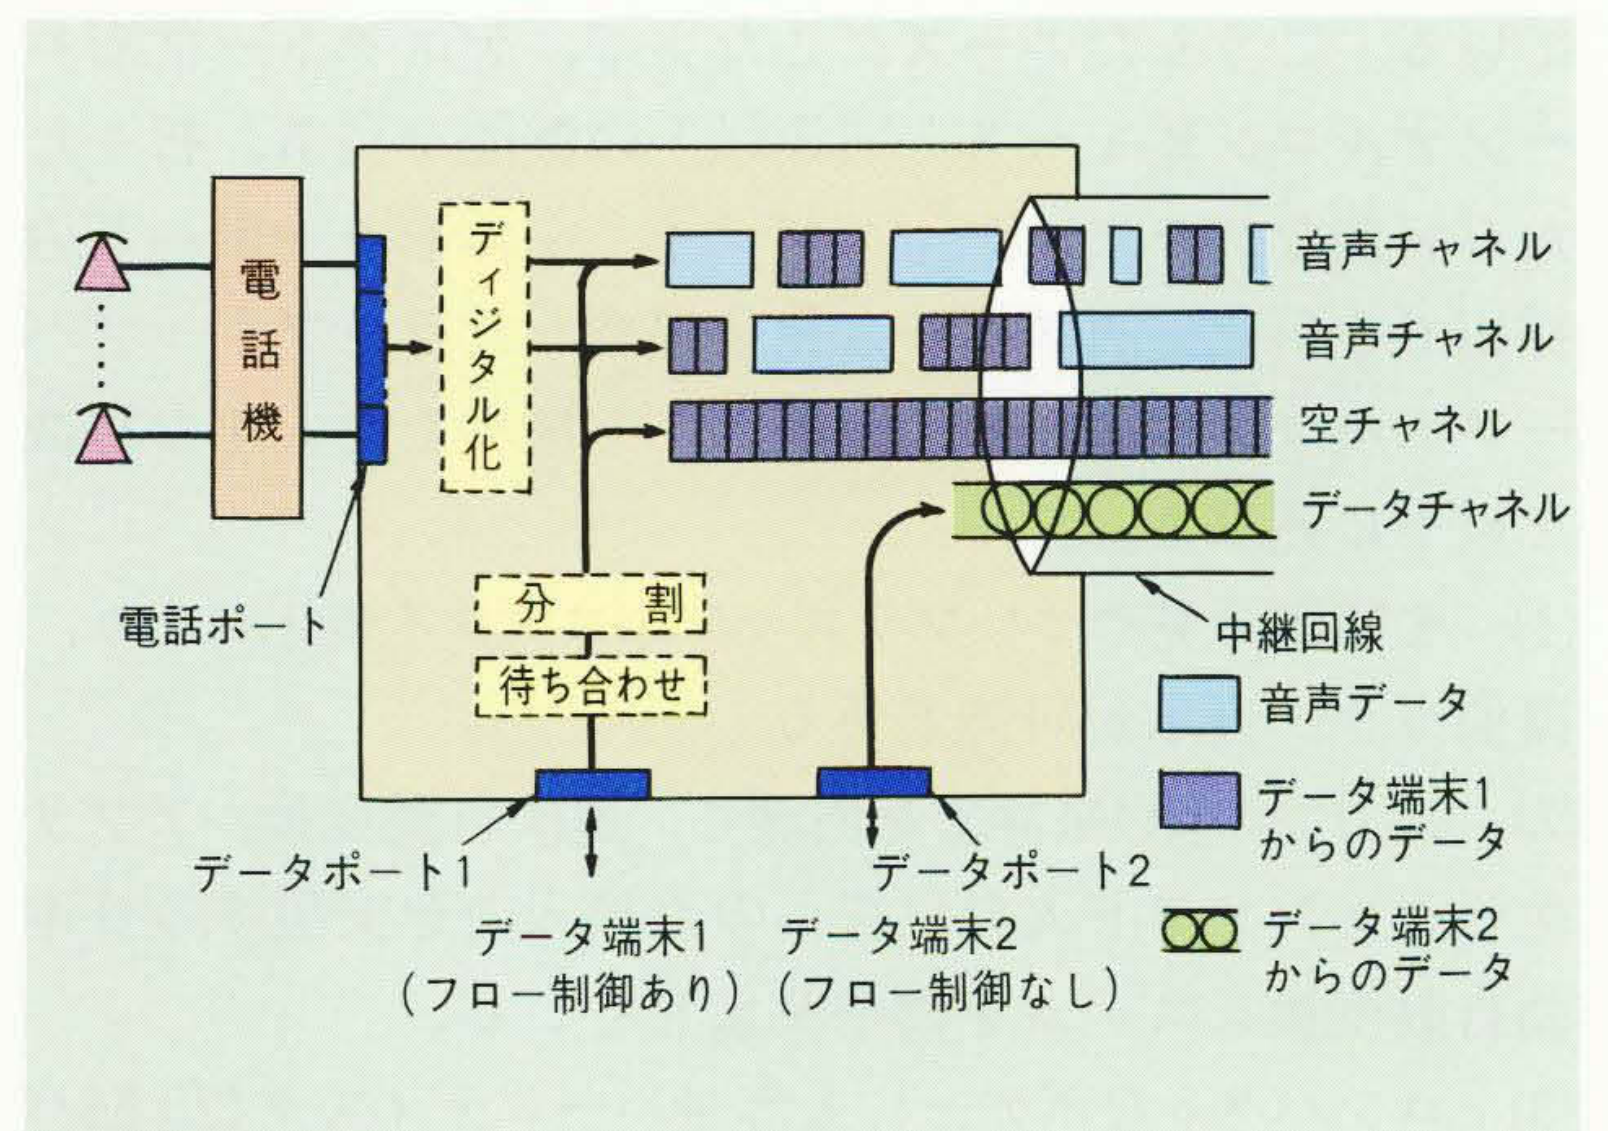 電話機
ディジタル化
音声チャネル
音声チャネル
空チャネル
データチャネル
電話ポート
分 割
待ち合わせ
中継回線
音声データ
データ端末1
からのデータ
データポート1
データポート2
データ端末1
(フロー制御あり)
データ端末2
(フロー制御なし)
データ端末2
からのデータ